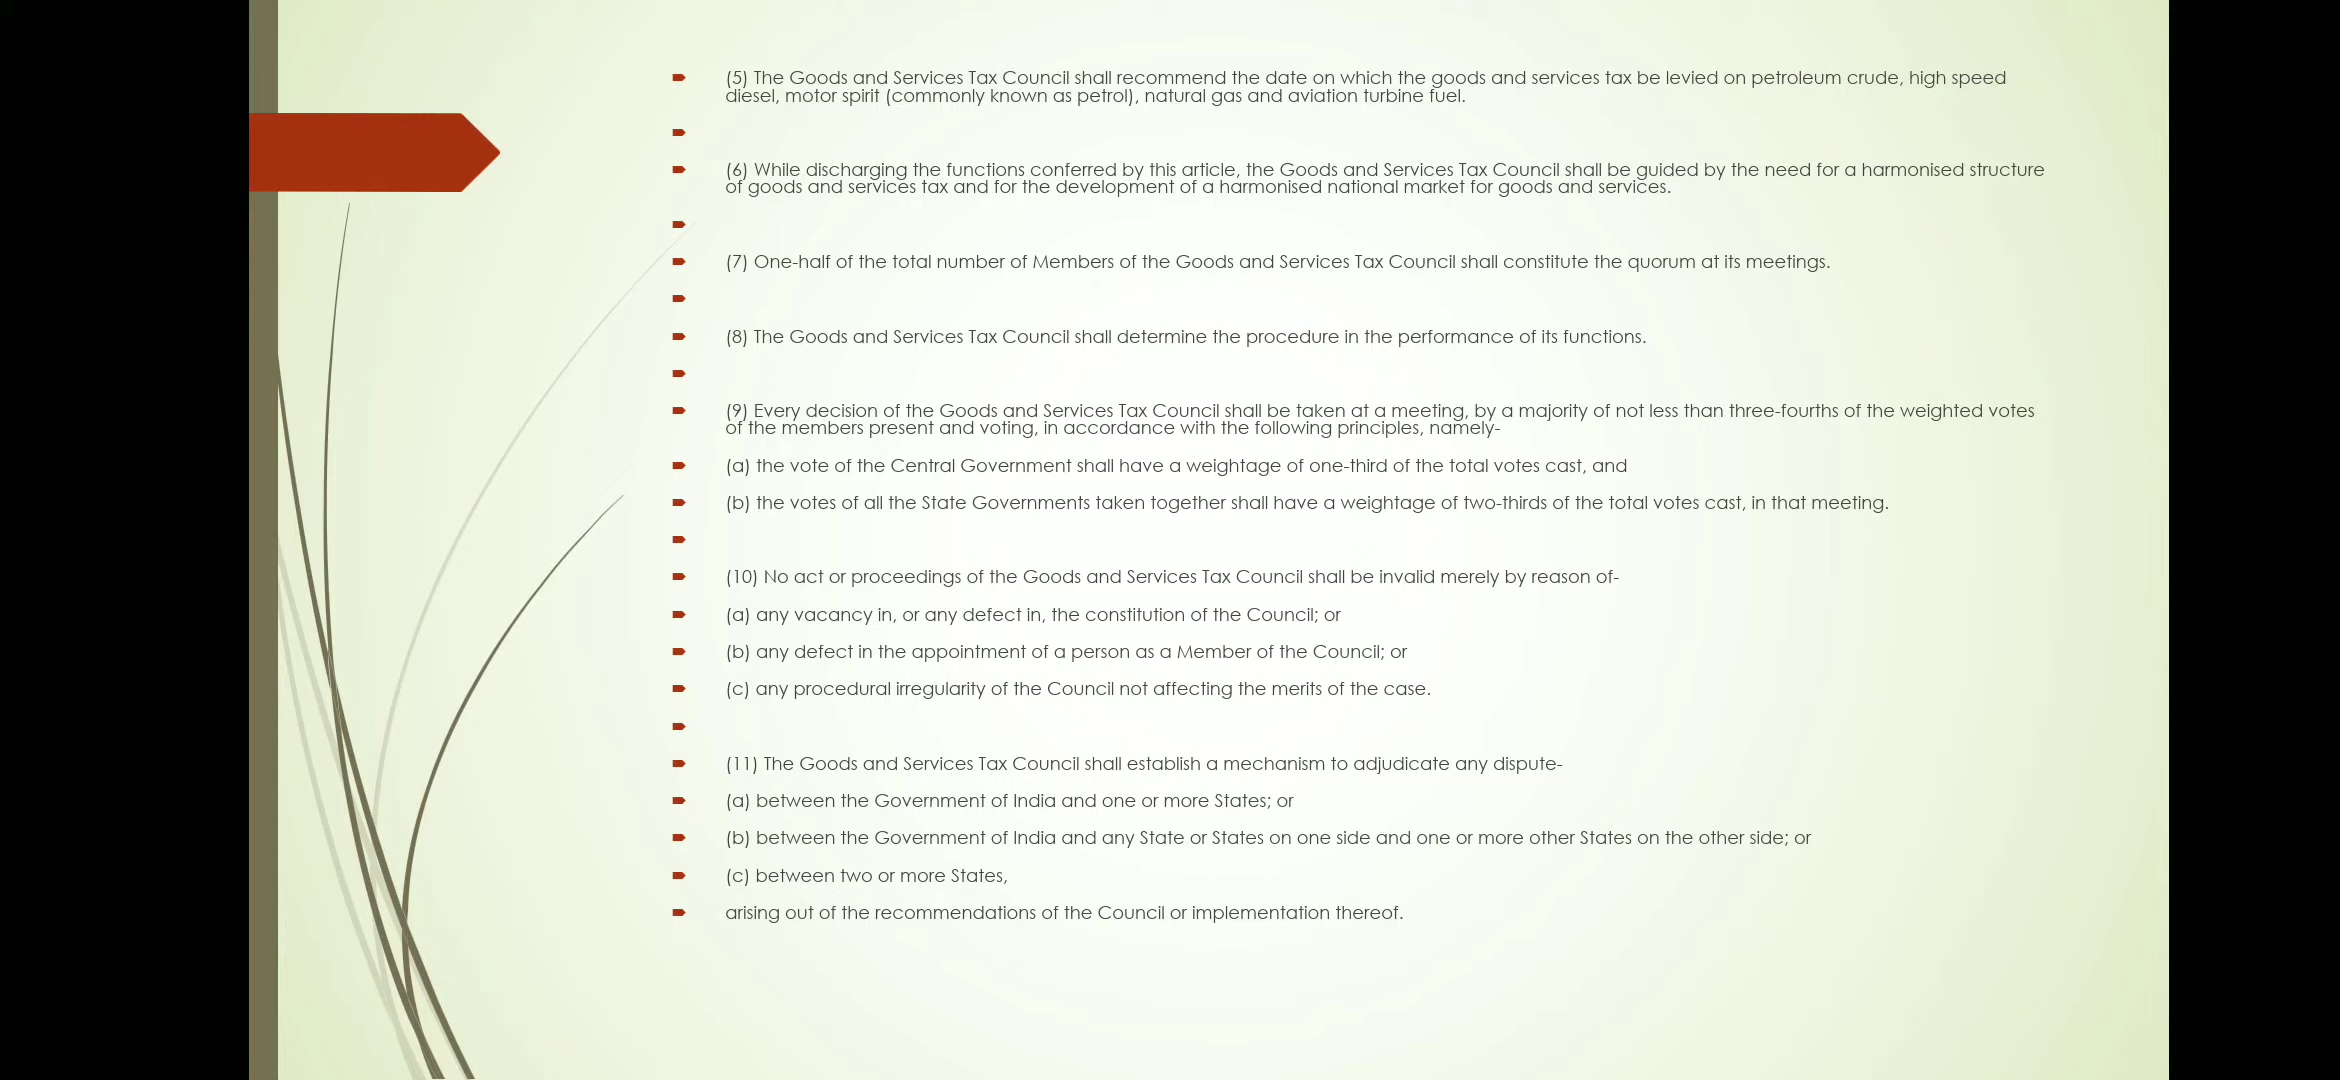 (5) The Goods and Services Tax Council shall recommend the date on which the goods and services tax be levied on petroleum crude, high speed
diesel, motor spirit (commonly known as petrol), natural gas and aviation turbine fuel.
(6) While discharging the functions conferred by this article, the Goods and Services Tax Council shall be guided by the need for a harmonised structure
of goods and services tax and for the development of a harmonised national market for goods and services.
(7) One-half of the total number of Members of the Goods and Services Tax Council shall constitute the quorum at its meetings.
(8) The Goods and Services Tax Council shall determine the procedure in the performance of its functions.
(9) Every decision of the Goods and Services Tax Council shall be taken at a meeting, by a majority of not less than three-fourths of the weighted votes
of the members present and voting, in accordance with the following principles, namely-
(a) the vote of the Central Government shall have a weightage of one-third of the total votes cast, and
(b) the votes of all the State Governments taken together shall have a weightage of two-thirds of the total votes cast, in that meeting.
(10) No act or proceedings of the Goods and Services Tax Council shall be invalid merely by reason of-
(a) any vacancy in, or any defect in, the constitution of the Council; or
(b) any defect in the appointment of a person as a Member of the Council; or
(c) any procedural irregularity of the Council not affecting the merits of the case.
(11) The Goods and Services Tax Council shall establish a mechanism to adjudicate any dispute-
(a) between the Government of India and one or more States; or
(b) between the Government of India and any State or States on one side and one or more other States on the other side; or
(c) between two or more States,
arising out of the recommendations of the Council or implementation thereof.